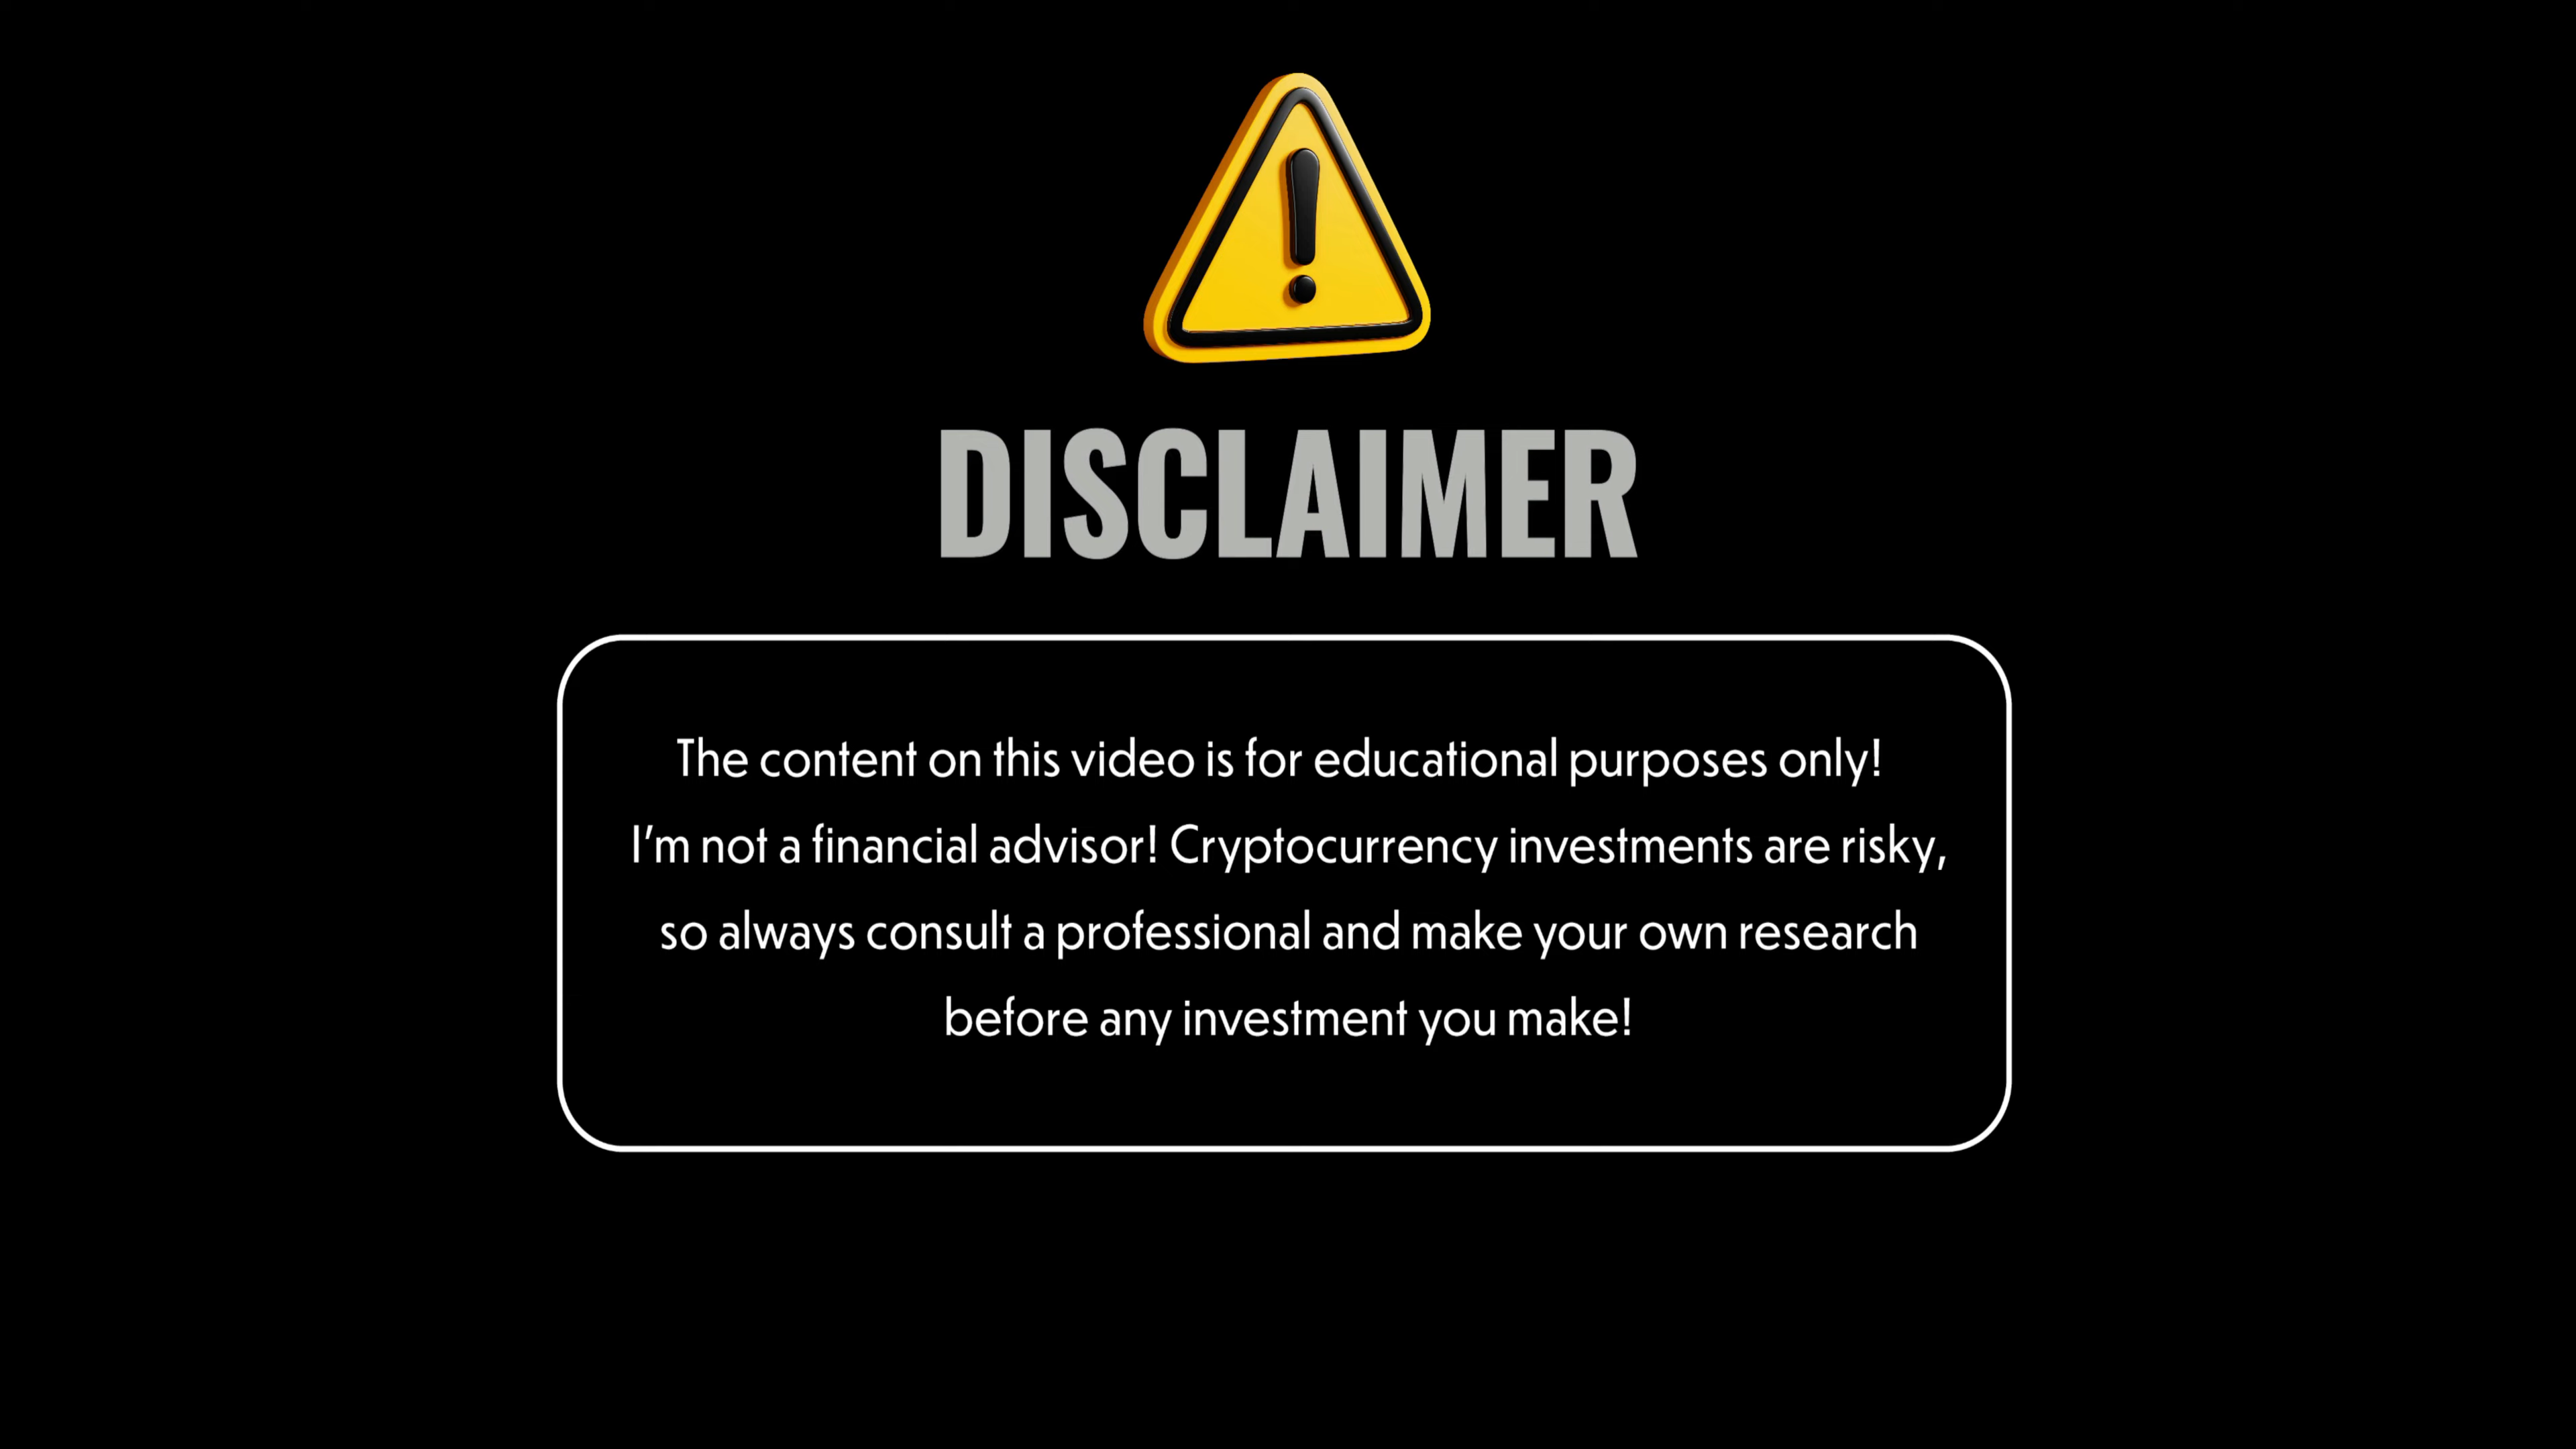 DISCLAIMER
The content on this video is for educational purposes only!
I'm not a financial advisor! Cryptocurrency investments are risky,
so always consult a professional and make your own research
before any investment you make!